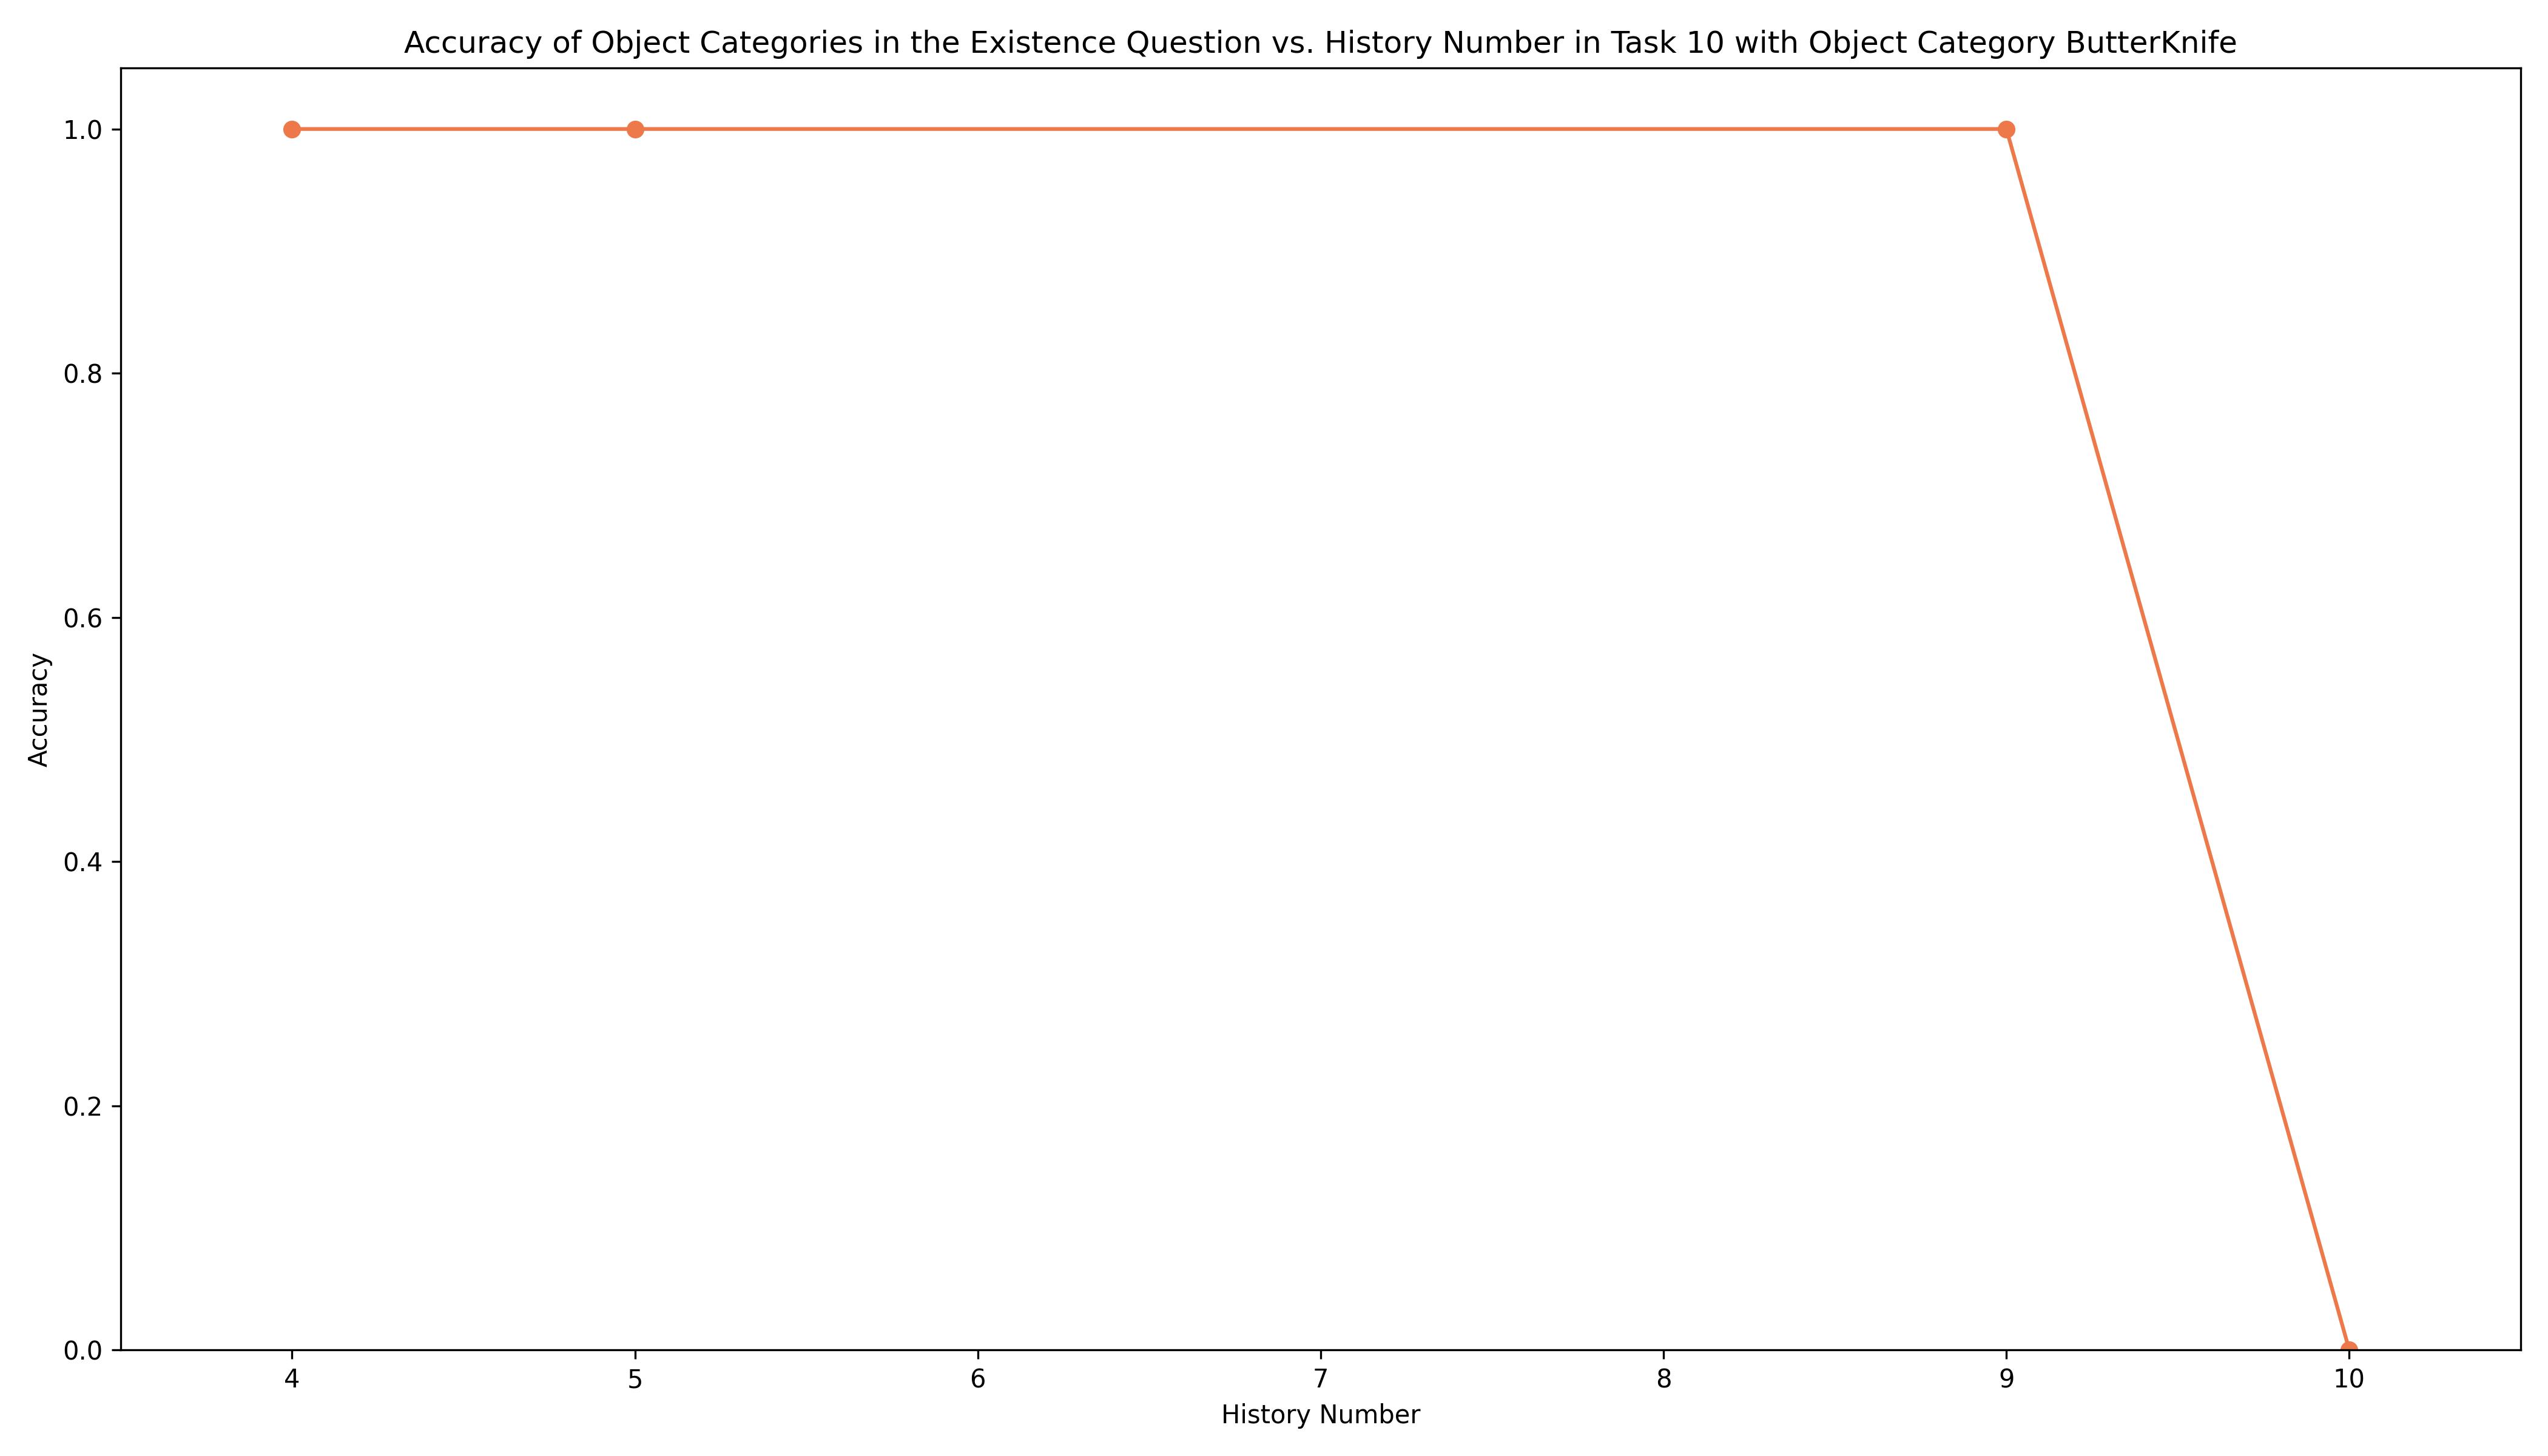 Accuracy of Object Categories in the Existence Question vs. History Number in Task 10 with Object Category ButterKnife
1.0
0.8
0.6
0.4
0.2
0.0
Accuracy
4 5 6 7 8 9 10
History Number